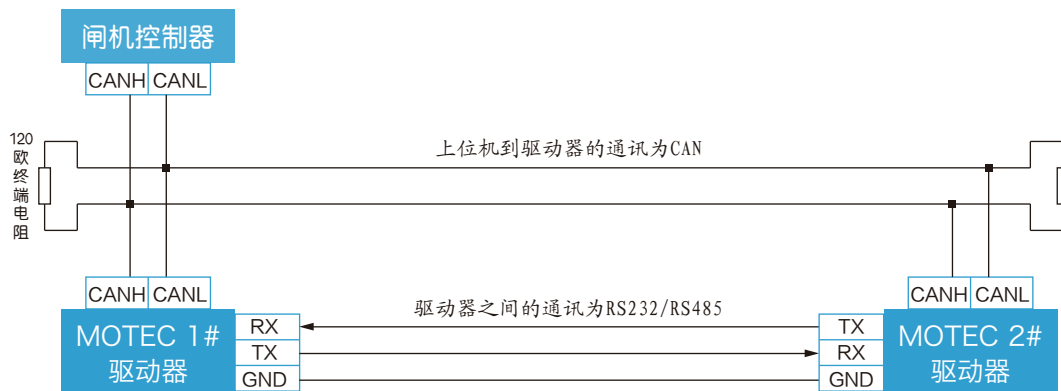 闸机控制器
CANH CANL
120
欧
终
端
电
阻
上位机到驱动器的通讯为CAN
CANH CANL
CANH CANL
驱动器之间的通讯为RS232/RS485
MOTEC 1#
驱动器
RX
TX
GND
TX
RX
GND
MOTEC 2#
驱动器